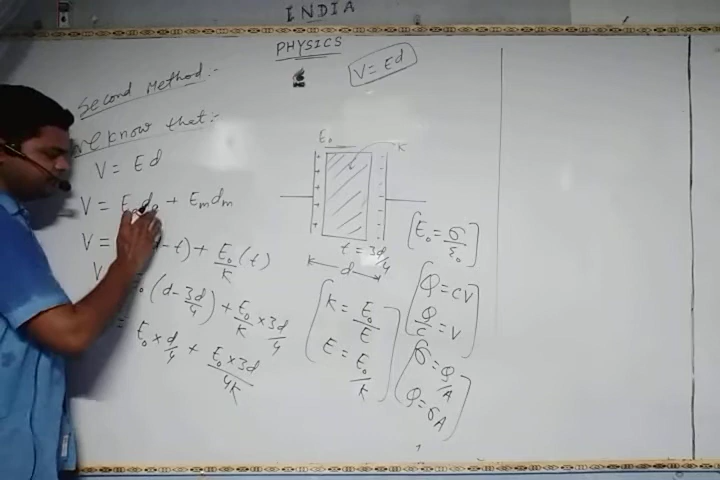 INDIA
PHYSICS
V = Ed
Second Method:-
We know that:-
V = Ed
V = E₀d₀ + Eₘdₘ
V = - t) + E₀/K (t)
V
(d - 3d/4) + E₀/K × 3d/4
= E₀ × d/4 + E₀ × 3d/4K
E₀
K
+ + + + +
- - - - -
t = 3d/4
d
K = E₀/E
E = E₀/K
[E₀ = σ/ε₀]
Q = CV
Q/C = V
σ = Q/A
Q = σA